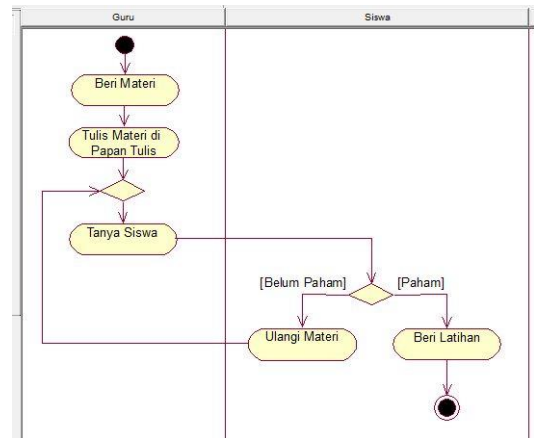 Guru
Siswa
Beri Materi
Tulis Materi di
Papan Tulis
Tanya Siswa
[Belum Paham]
[Paham]
Ulangi Materi
Beri Latihan